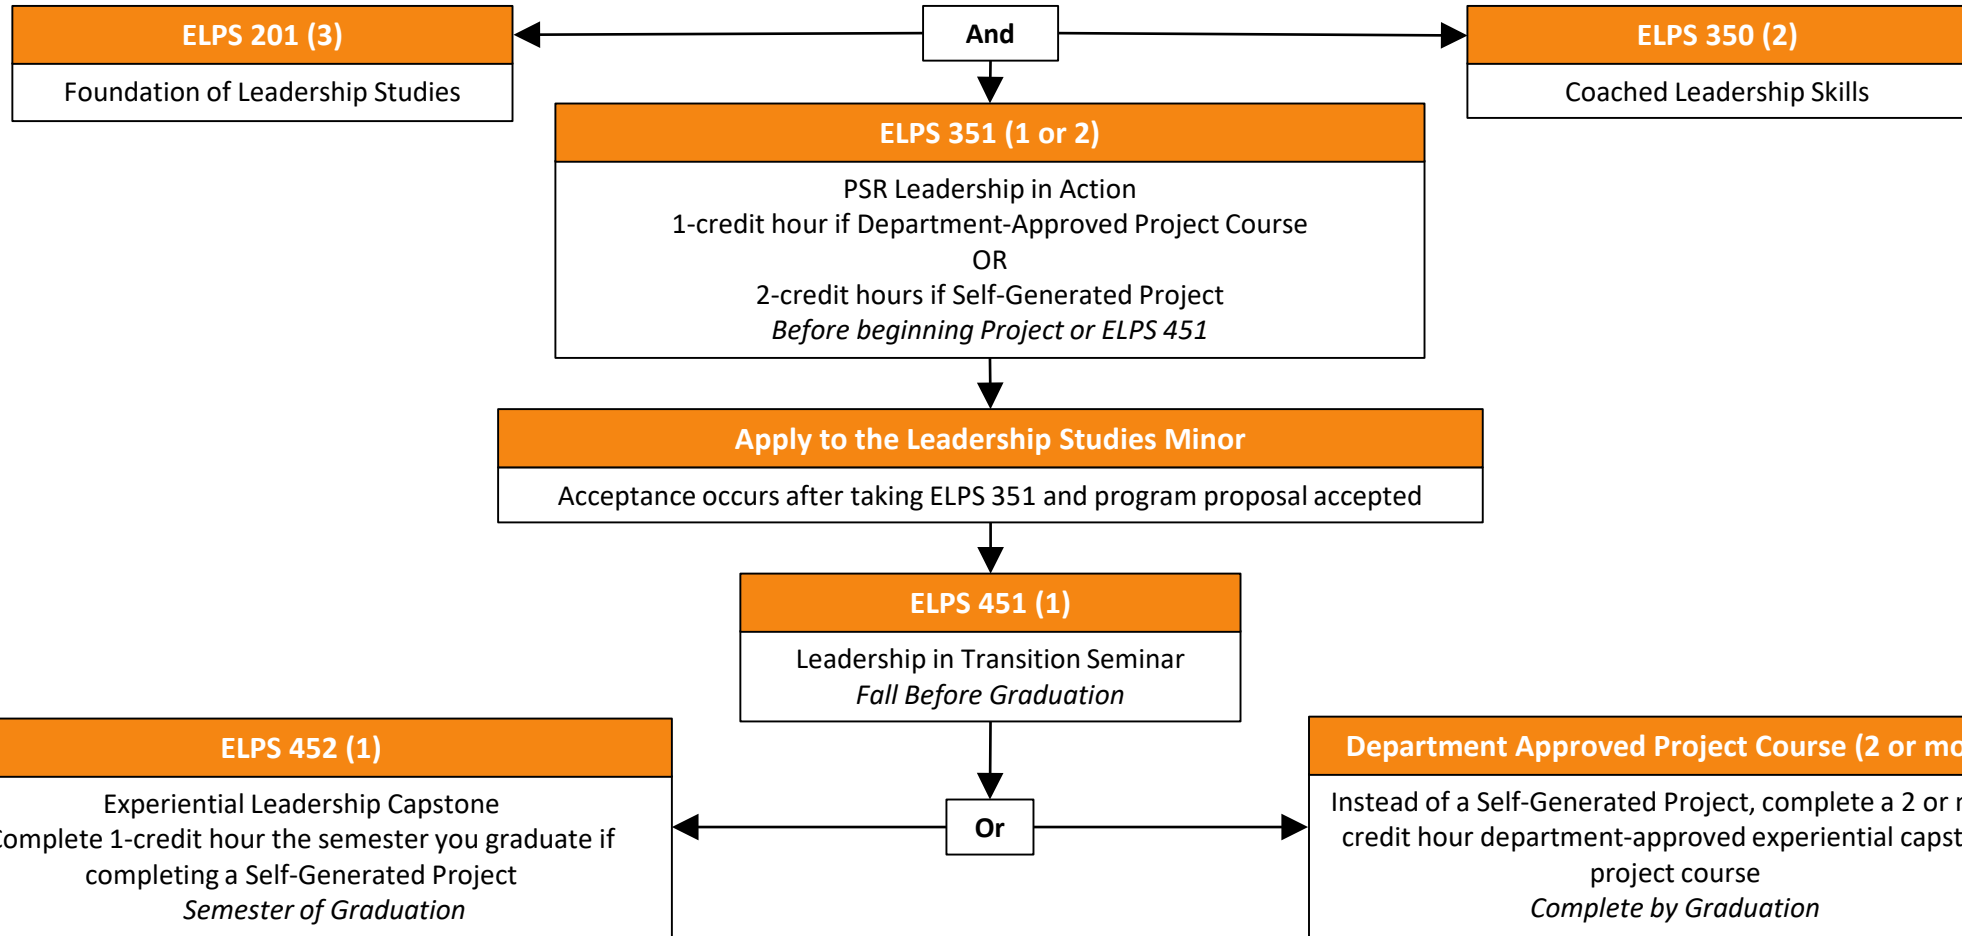 ELPS 201 (3)
Foundation of Leadership Studies
And
ELPS 350 (2)
Coached Leadership Skills
ELPS 351 (1 or 2)
PSR Leadership in Action
1-credit hour if Department-Approved Project Course
OR
2-credit hours if Self-Generated Project
Before beginning Project or ELPS 451
Apply to the Leadership Studies Minor
Acceptance occurs after taking ELPS 351 and program proposal accepted
ELPS 451 (1)
Leadership in Transition Seminar
Fall Before Graduation
ELPS 452 (1)
Experiential Leadership Capstone
Complete 1-credit hour the semester you graduate if
completing a Self-Generated Project
Semester of Graduation
Or
Department Approved Project Course (2 or
Instead of a Self-Generated Project, complete a 2 or
credit hour department-approved experiential
project course
Complete by Graduation